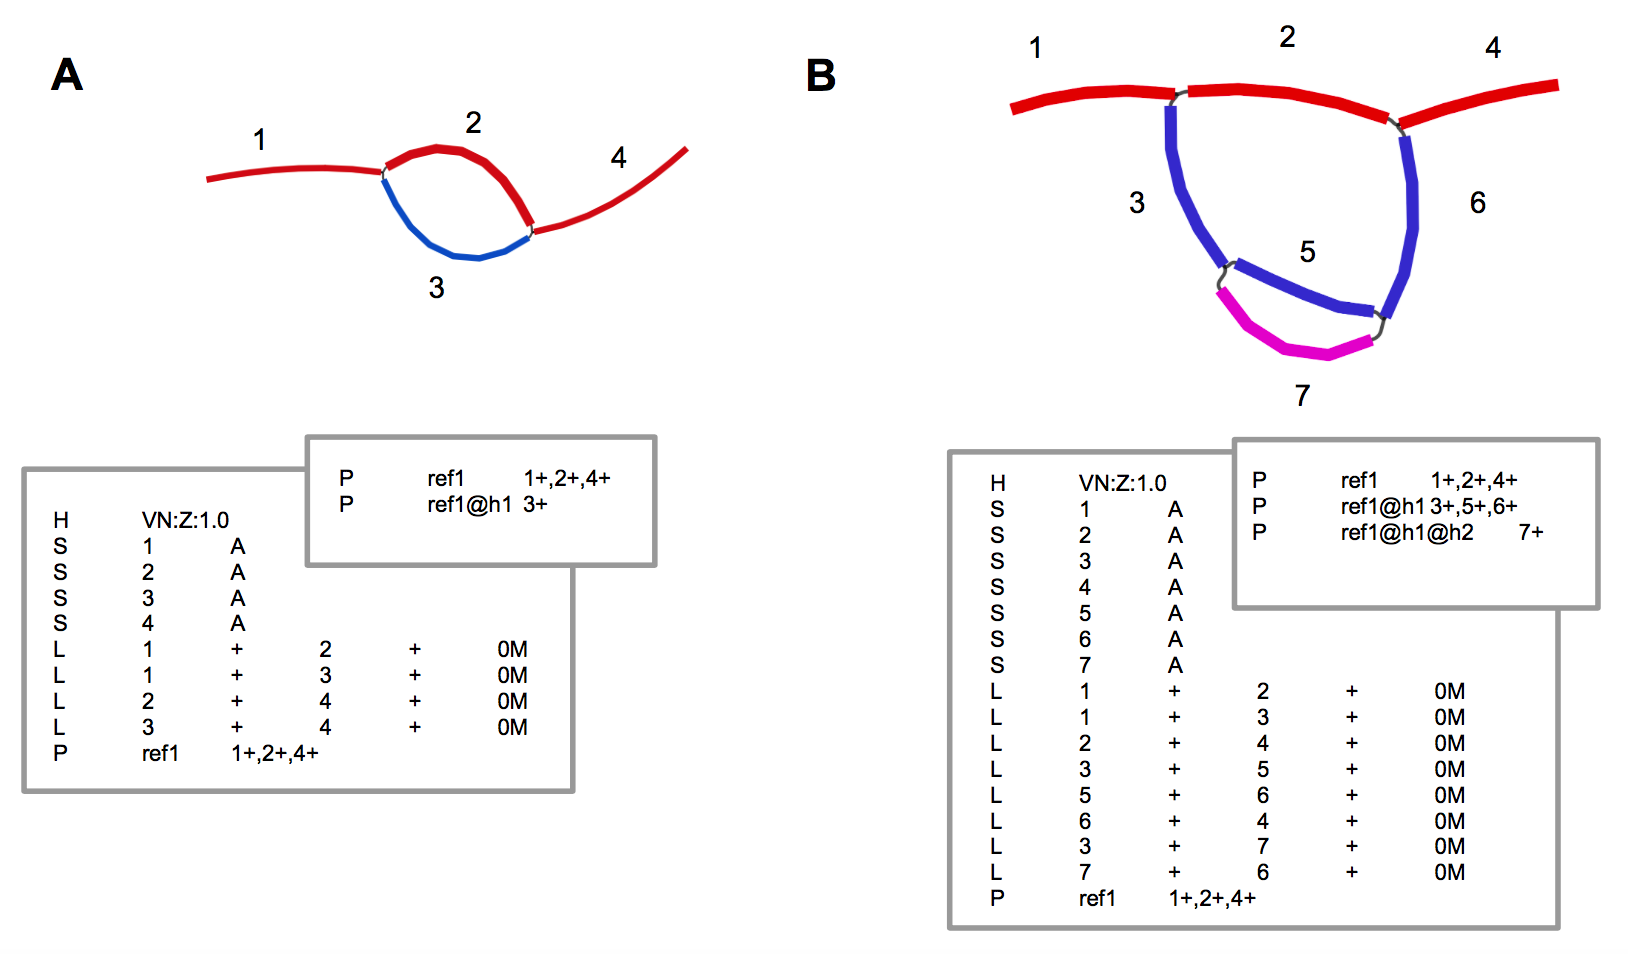 A
1
2
3
4
P ref1 1+,2+,4+
P ref1@h1 3+
H VN:Z:1.0
S 1 A
S 2 A
S 3 A
S 4 A
L 1 + 2 + 0M
L 1 + 3 + 0M
L 2 + 4 + 0M
L 3 + 4 + 0M
P ref1 1+,2+,4+
B
1
2
4
3
5
6
7
P ref1 1+,2+,4+
P ref1@h1 3+,5+,6+
P ref1@h1@h2 7+
H VN:Z:1.0
S 1 A
S 2 A
S 3 A
S 4 A
S 5 A
S 6 A
S 7 A
L 1 + 2 + 0M
L 1 + 3 + 0M
L 2 + 4 + 0M
L 3 + 5 + 0M
L 5 + 6 + 0M
L 6 + 4 + 0M
L 3 + 7 + 0M
L 7 + 6 + 0M
P ref1 1+,2+,4+